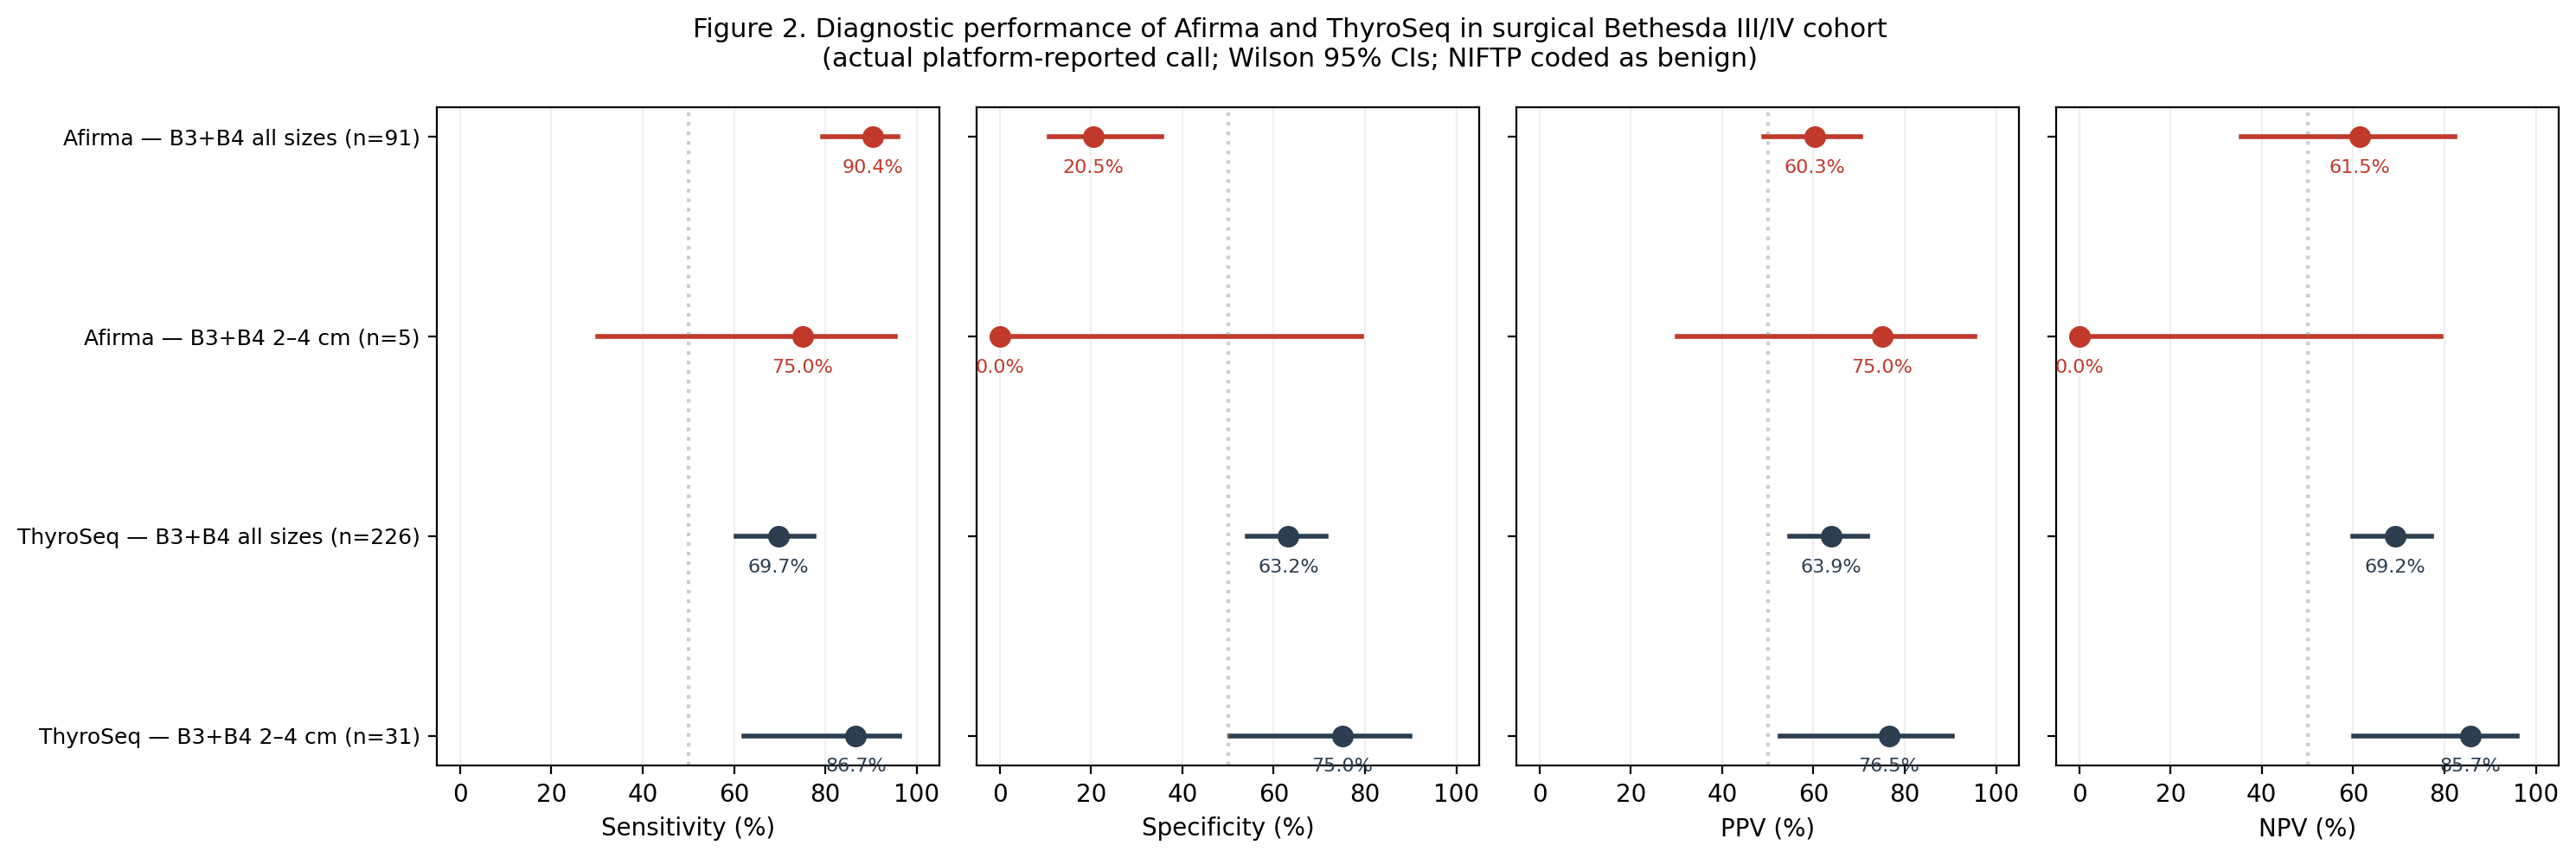 Figure 2. Diagnostic performance of Afirma and ThyroSeq in surgical Bethesda III/IV cohort
(actual platform-reported call; Wilson 95% CIs; NIFTP coded as benign)
Afirma — B3+B4 all sizes (n=91)
90.4%
20.5%
60.3%
61.5%
Afirma — B3+B4 2–4 cm (n=5)
75.0%
0.0%
75.0%
0.0%
ThyroSeq — B3+B4 all sizes (n=226)
69.7%
63.2%
63.9%
69.2%
ThyroSeq — B3+B4 2–4 cm (n=31)
86.7%
75.0%
76.5%
85.7%
0 20 40 60 80 100
0 20 40 60 80 100
0 20 40 60 80 100
0 20 40 60 80 100
Sensitivity (%)
Specificity (%)
PPV (%)
NPV (%)